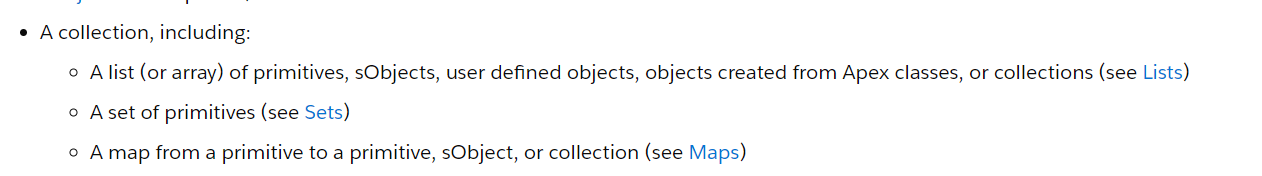 • A collection, including:
◦ A list (or array) of primitives, sObjects, user defined objects, objects created from Apex classes, or collections (see Lists)
◦ A set of primitives (see Sets)
◦ A map from a primitive to a primitive, sObject, or collection (see Maps)